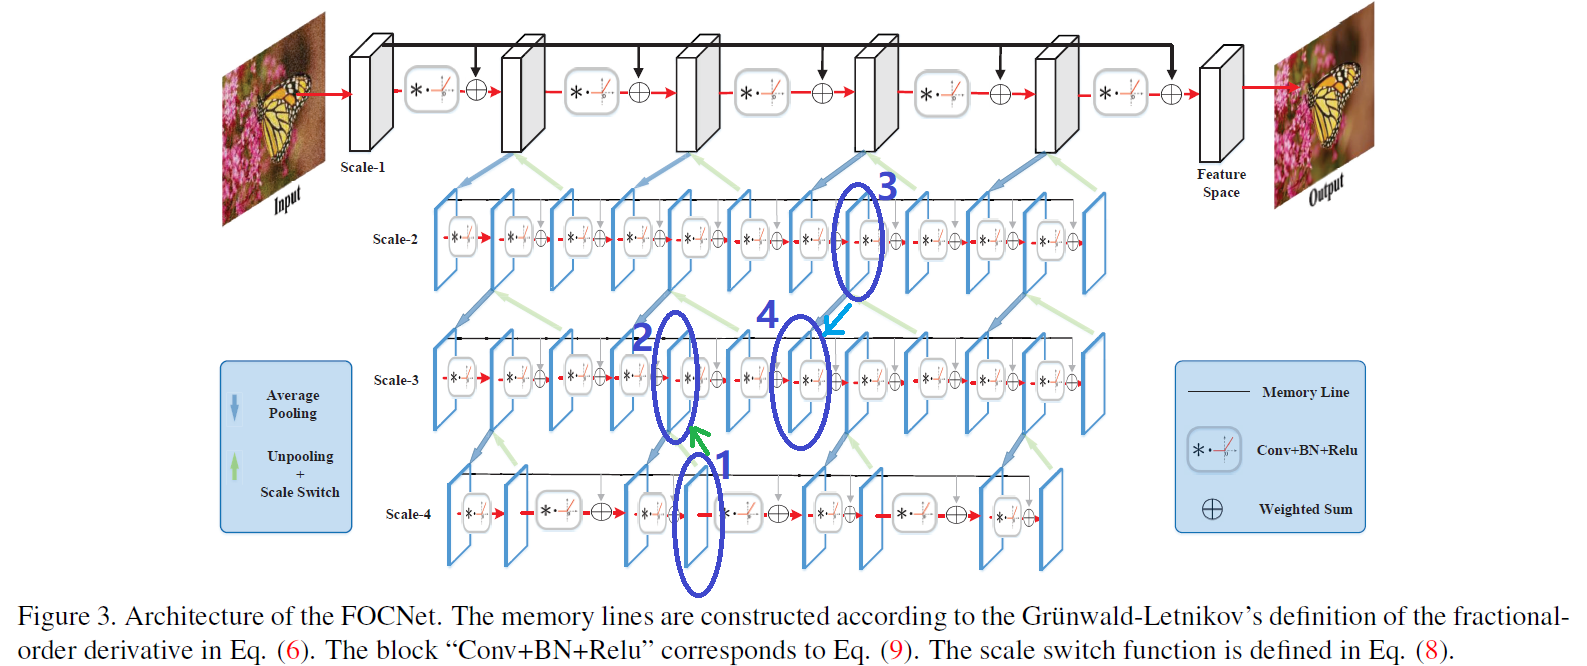 Input
Scale-1
Feature
Space
Output
3
Scale-2
4
2
Scale-3
Average
Pooling
Unpooling
+
Scale Switch
Memory Line
Conv+BN+Relu
Weighted Sum
1
Scale-4
Figure 3. Architecture of the FOCNet. The memory lines are constructed according to the Grünwald-Letnikov’s definition of the fractional-
order derivative in Eq. (6). The block “Conv+BN+Relu” corresponds to Eq. (9). The scale switch function is defined in Eq. (8).